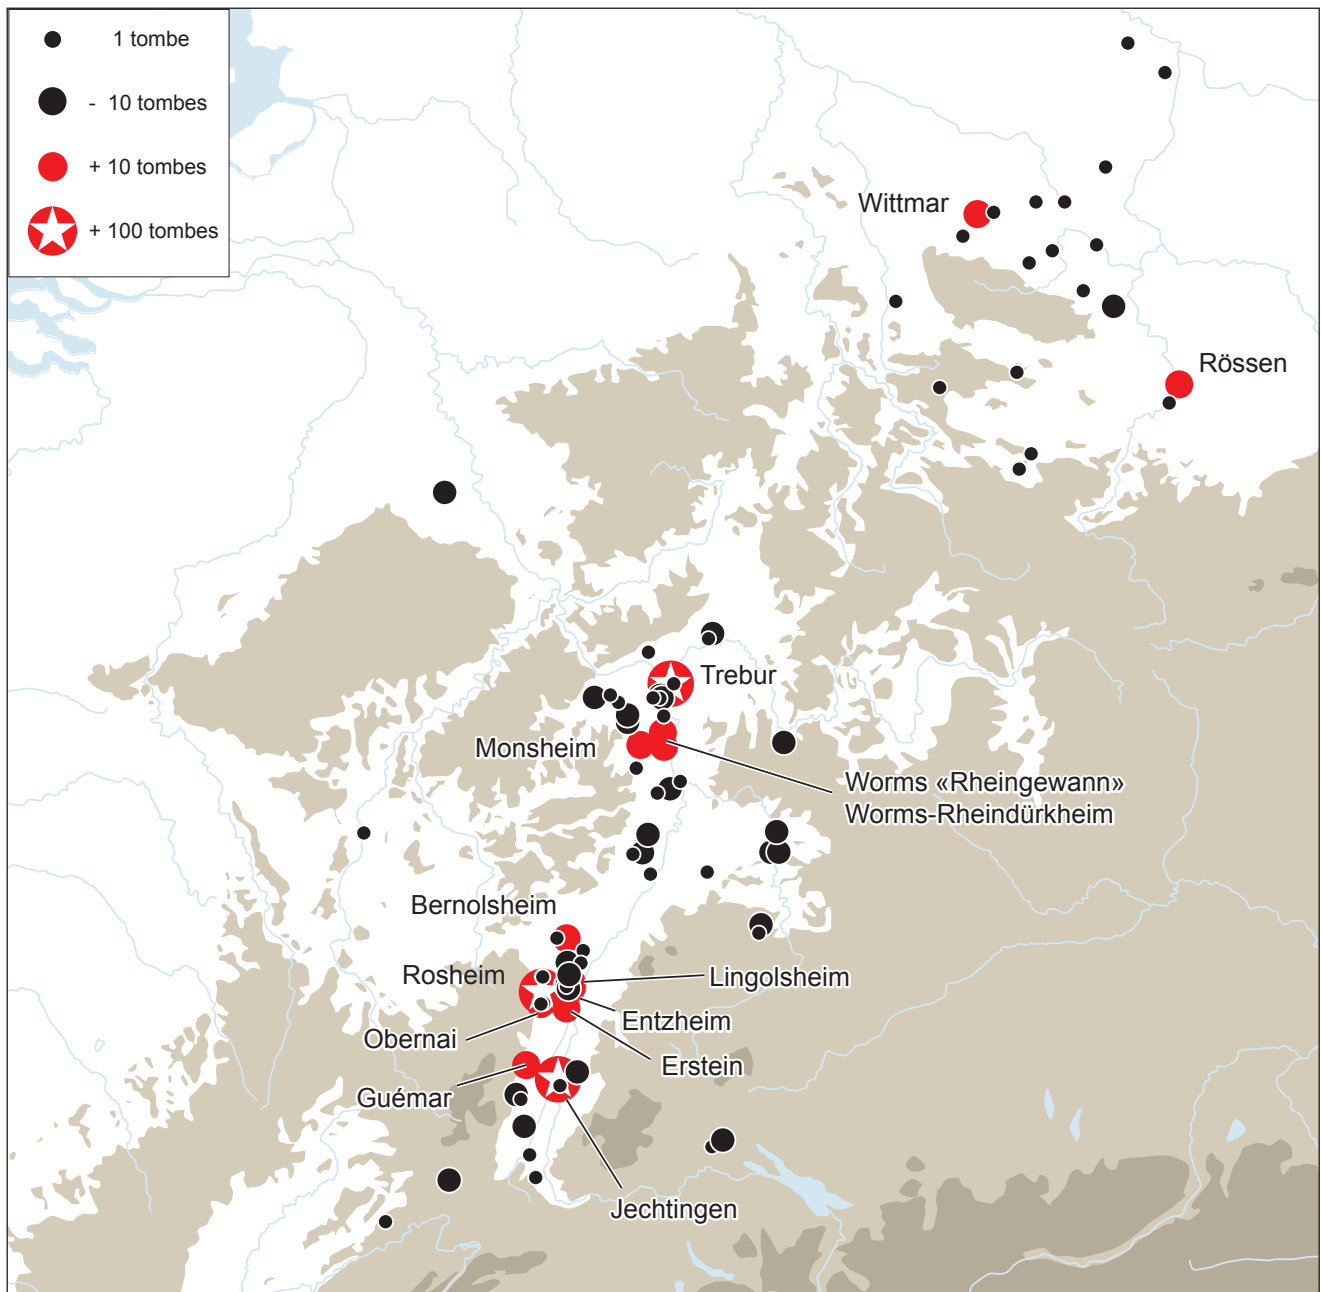 1 tombe
- 10 tombes
+ 10 tombes
+ 100 tombes
Wittmar
Rössen
Trebur
Monsheim
Worms «Rheingewann»
Worms-Rheindürkheim
Bernolsheim
Rosheim
Lingolsheim
Entzheim
Obernai
Erstein
Guémar
Jechtingen